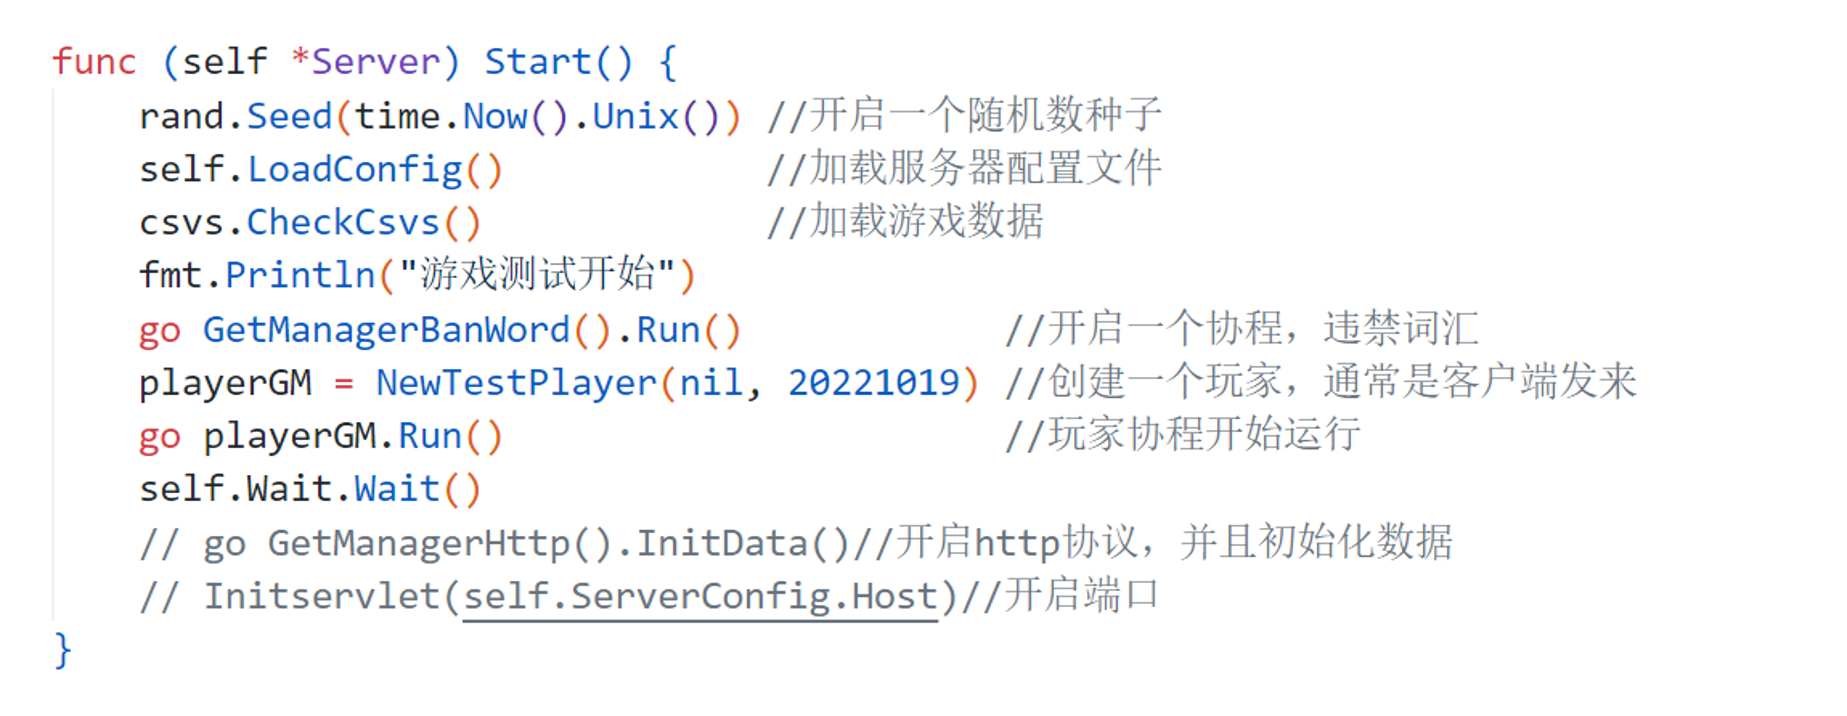 func (self *Server) Start() {
    rand.Seed(time.Now().Unix()) //开启一个随机数种子
    self.LoadConfig()            //加载服务器配置文件
    csvs.CheckCsvs()             //加载游戏数据
    fmt.Println("游戏测试开始")
    go GetManagerBanWord().Run()            //开启一个协程，违禁词汇
    playerGM = NewTestPlayer(nil, 20221019) //创建一个玩家，通常是客户端发来
    go playerGM.Run()                       //玩家协程开始运行
    self.Wait.Wait()
    // go GetManagerHttp().InitData()//开启http协议，并且初始化数据
    // Initservlet(self.ServerConfig.Host)//开启端口
}